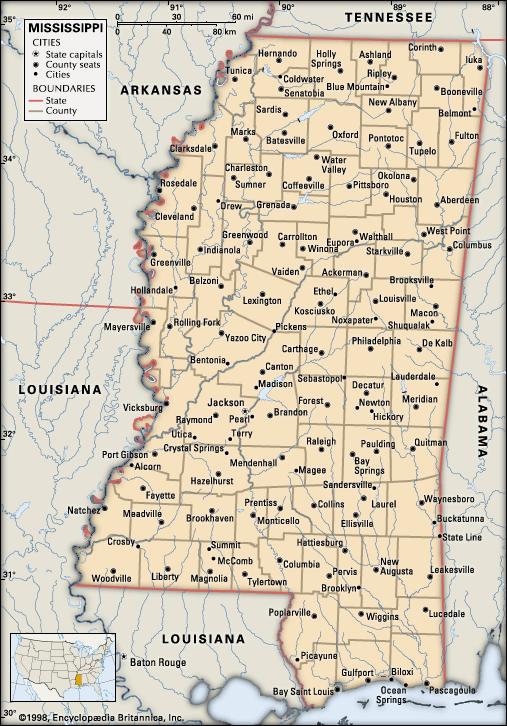 35°
91°
90
89
88°
60 mi
0 30
0 40 80 km
TENNESSEE
MISSISSIPPI
CITIES
State capitals
County seats
Cities
BOUNDARIES
State
County
ARKANSAS
Hernando
Holly
Springs
Ashland
Corinth
Iuka
Tunica
Coldwater
Senatobia
Ripley
Blue Mountain
Booneville
Sardis
New Albany
Belmont
Marks
Batesville
Oxford
Pontotoc
Tupelo
Fulton
Clarksdale
34°
Water
Valley
Charleston
Sumner
Coffeeville
Pittsboro
Okolona
Houston
Rosedale
Aberdeen
Drew
Grenada
Cleveland
Greenwood
Carrollton
Winona
Eupora
Walthall
West Point
Columbus
Indianola
Starkville
Greenville
Vaiden
Ackerman
Belzoni
Brooksville
Hollandale
Lexington
Ethel
Kosciusko
Louisville
33°
Macon
Noxapater
Shuqualak
Mayersville
Rolling Fork
Yazoo City
Pickens
Carthage
Philadelphia
De Kalb
Bentonia
Canton
Madison
Sebastopol
Lauderdale
LOUISIANA
Decatur
ALABAMA
Vicksburg
Jackson
Forest
Newton
Meridian
Raymond
Pearl
Brandon
Hickory
32°
Utica
Terry
Raleigh
Paulding
Quitman
Port Gibson
Crystal Springs
Alcorn
Mendenhall
Magee
Bay
Springs
Hazelhurst
Sandersville
Fayette
Natchez
Meadville
Brookhaven
Prentiss
Monticello
Collins
Laurel
Waynesboro
Ellisville
Buckatunna
Crosby
Summit
Hattiesburg
State Line
McComb
Columbia
New
Augusta
Leakesville
Woodville
Liberty
Magnolia
Tylertown
Pervis
31°
Brooklyn
Poplarville
Wiggins
Lucedale
LOUISIANA
Baton Rouge
Picayune
Gulfport
Biloxi
Bay Saint Louis
Ocean
Springs
Pascagoula
30°
©1998, Encyclopædia Britannica, Inc.